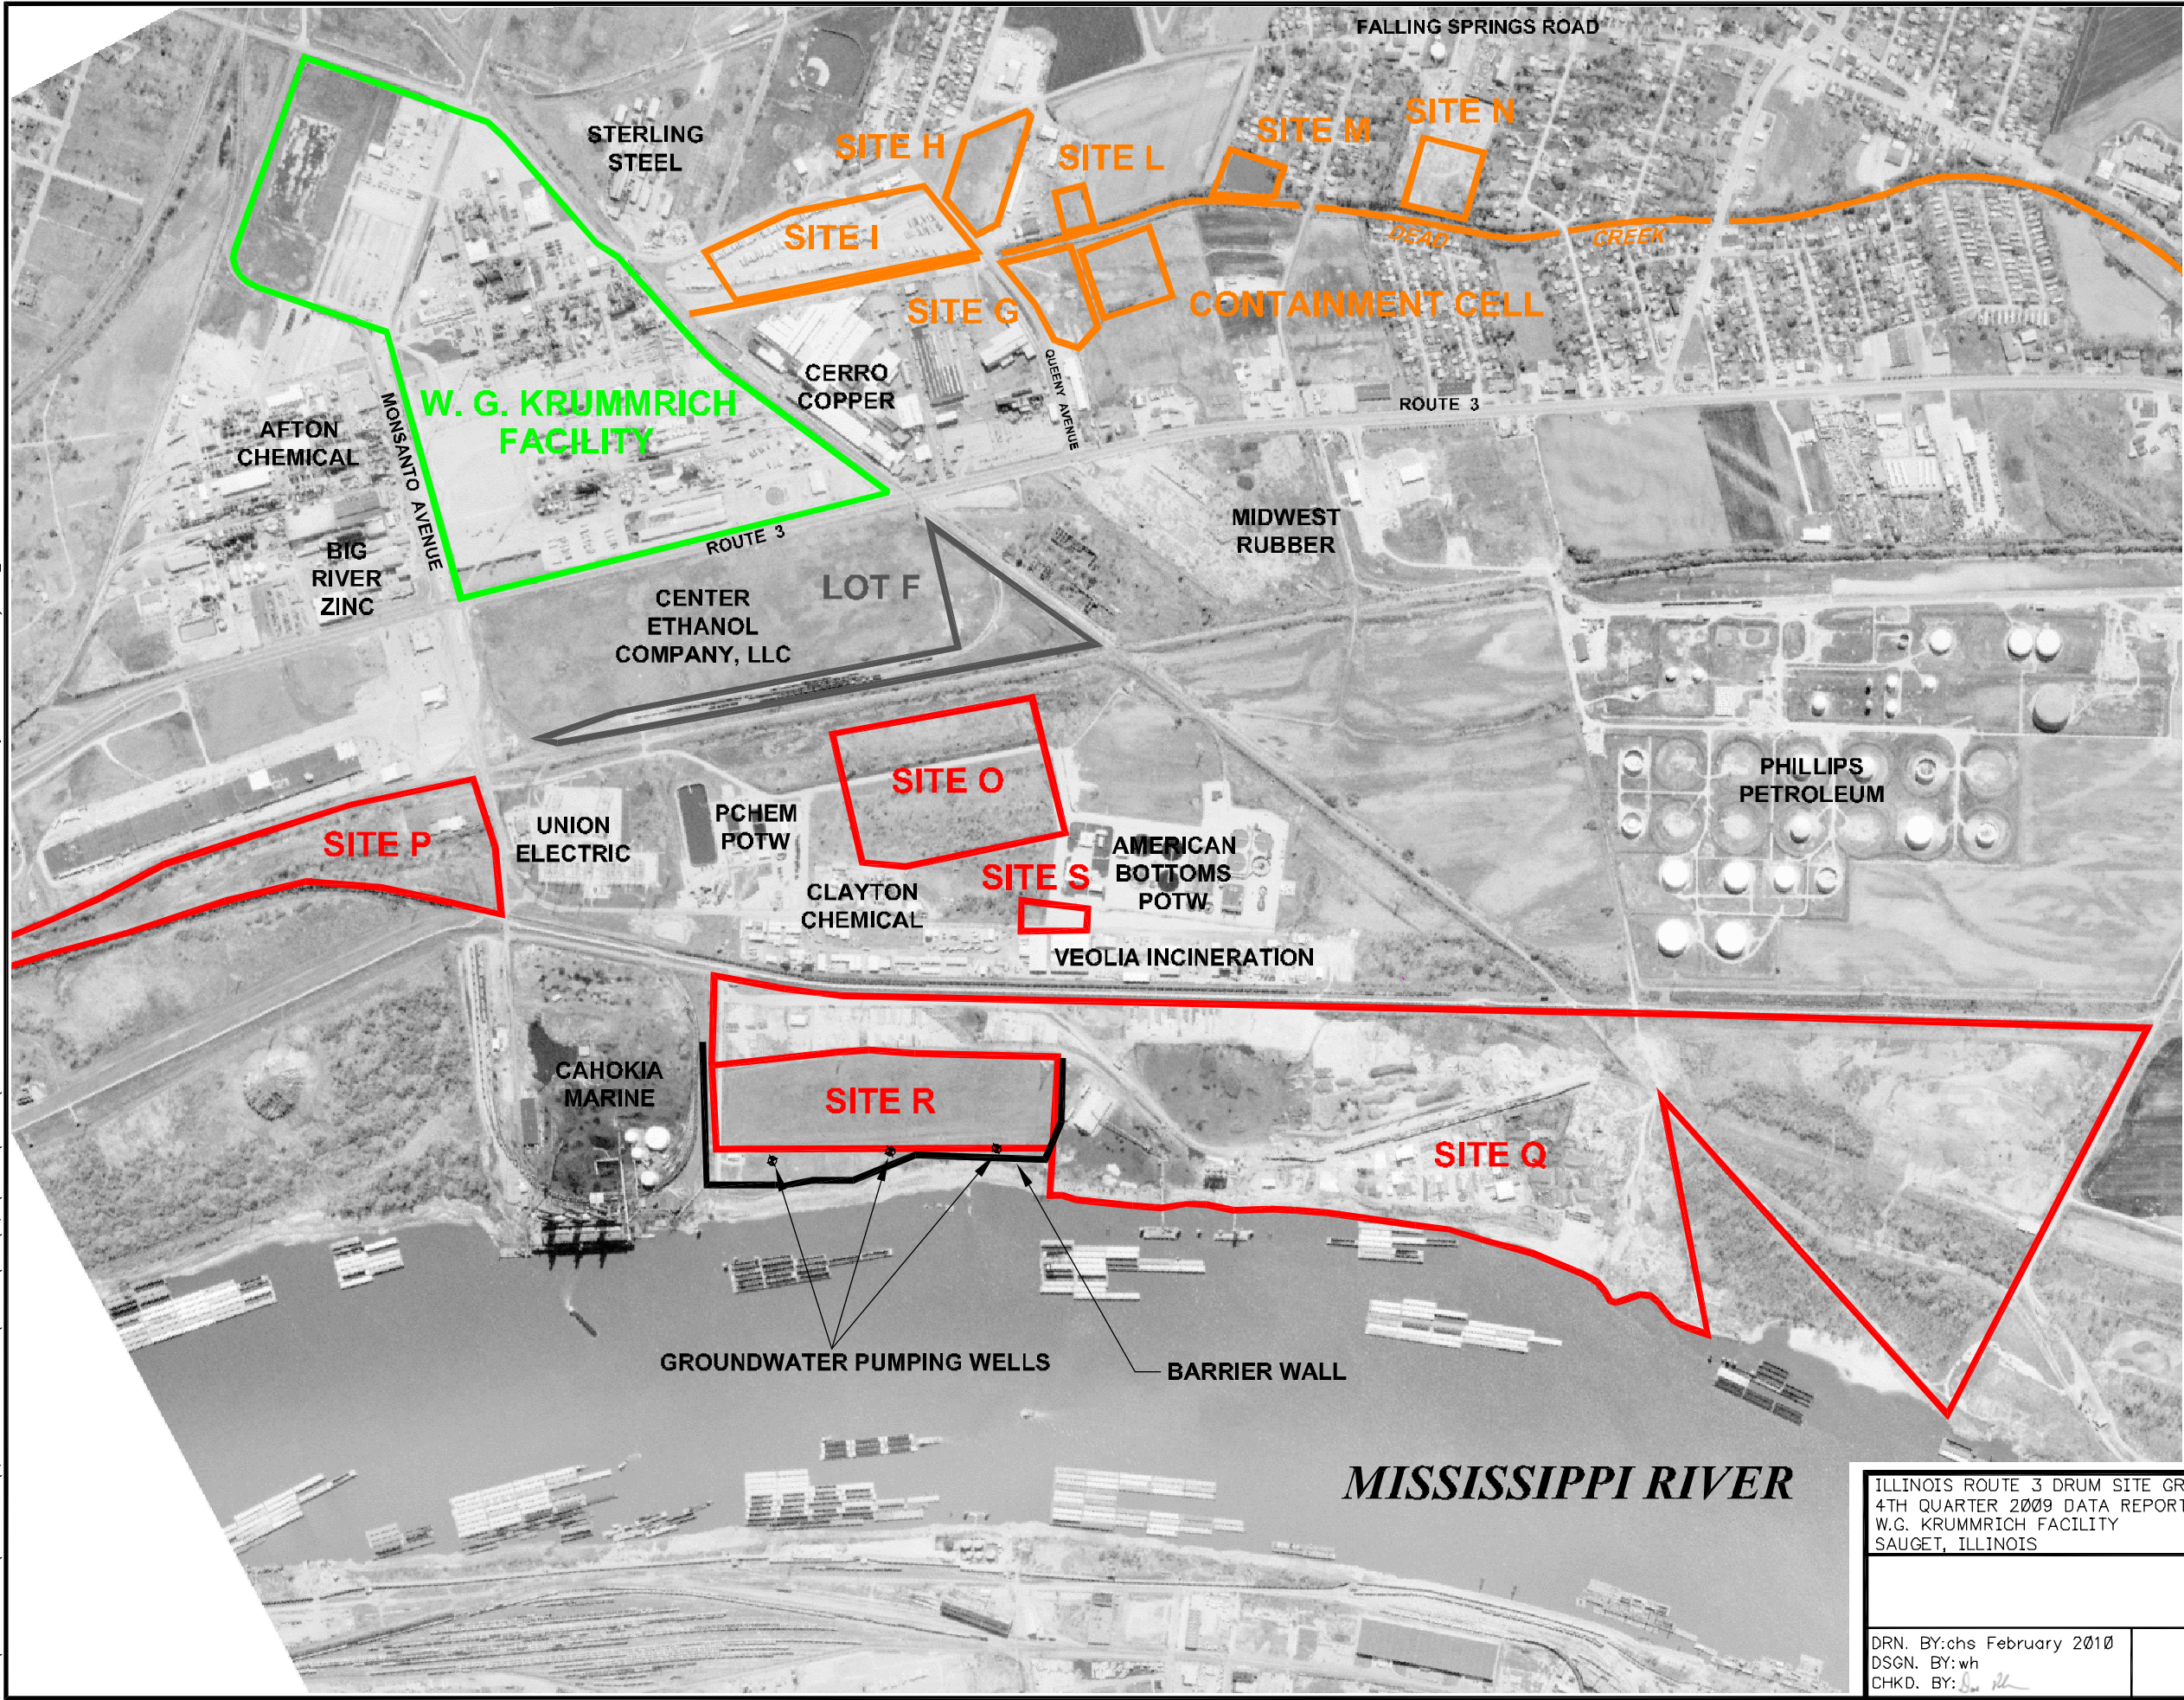 FALLING SPRINGS ROAD
STERLING
STEEL
SITE H
SITE L
SITE M
SITE N
SITE I
SITE G
DEAD
CREEK
CONTAINMENT CELL
W. G. KRUMMRICH
FACILITY
CERRO
COPPER
QUEENY AVENUE
ROUTE 3
AFTON
CHEMICAL
MONSANTO AVENUE
BIG
RIVER
ZINC
ROUTE 3
MIDWEST
RUBBER
LOT F
CENTER
ETHANOL
COMPANY, LLC
SITE O
PHILLIPS
PETROLEUM
SITE P
UNION
ELECTRIC
PCHEM
POTW
CLAYTON
CHEMICAL
SITE S
AMERICAN
BOTTOMS
POTW
VEOLIA INCINERATION
CAHOKIA
MARINE
SITE R
SITE Q
GROUNDWATER PUMPING WELLS
BARRIER WALL
MISSISSIPPI RIVER
ILLINOIS ROUTE 3 DRUM SITE GR
4TH QUARTER 2009 DATA REPORT
W.G. KRUMMRICH FACILITY
SAUGET, ILLINOIS
DRN. BY:chs February 2010
DSGN. BY:wh
CHKD. BY: